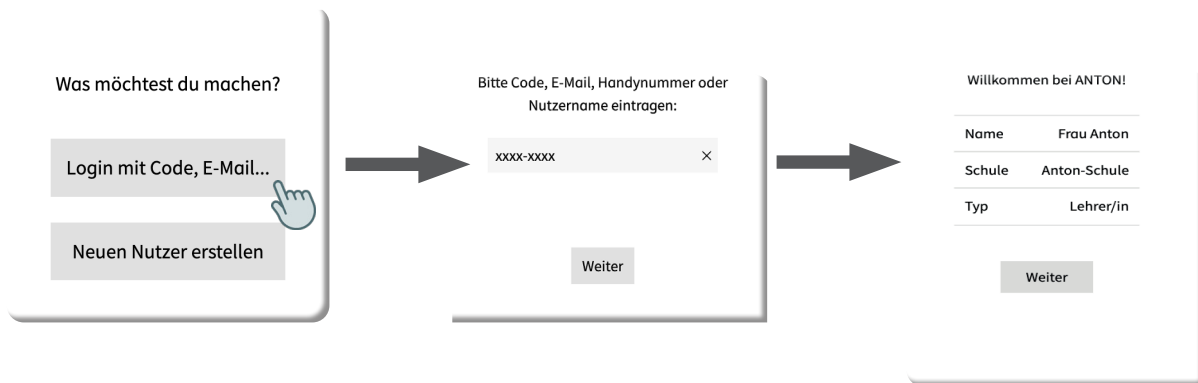 Was möchtest du machen?
Login mit Code, E-Mail...
Neuen Nutzer erstellen
Bitte Code, E-Mail, Handynummer oder
Nutzername eintragen:
xxxx-xxxx ×
Weiter
Willkommen bei ANTON!
Name Frau Anton
Schule Anton-Schule
Typ Lehrer/in
Weiter